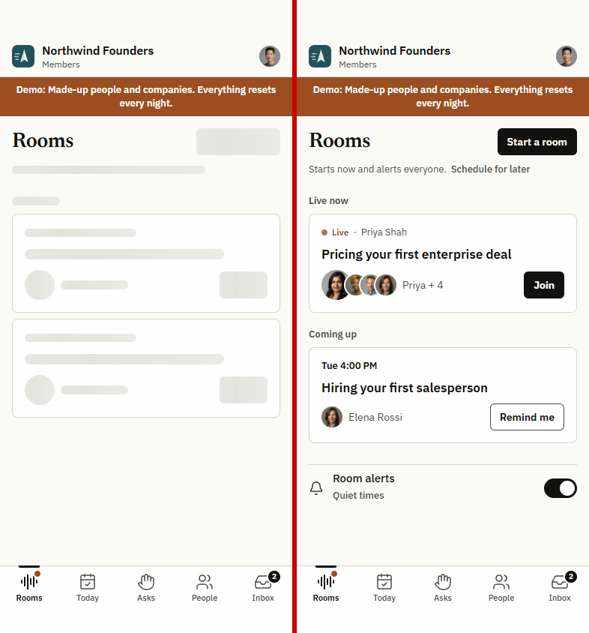 Northwind Founders
Members
Demo: Made-up people and companies. Everything resets
every night.
Rooms
Rooms
Today
Asks
People
2
Inbox
Northwind Founders
Members
Demo: Made-up people and companies. Everything resets
every night.
Rooms
Start a room
Starts now and alerts everyone. Schedule for later
Live now
Live · Priya Shah
Pricing your first enterprise deal
Priya + 4
Join
Coming up
Tue 4:00 PM
Hiring your first salesperson
Elena Rossi
Remind me
Room alerts
Quiet times
Rooms
Today
Asks
People
2
Inbox